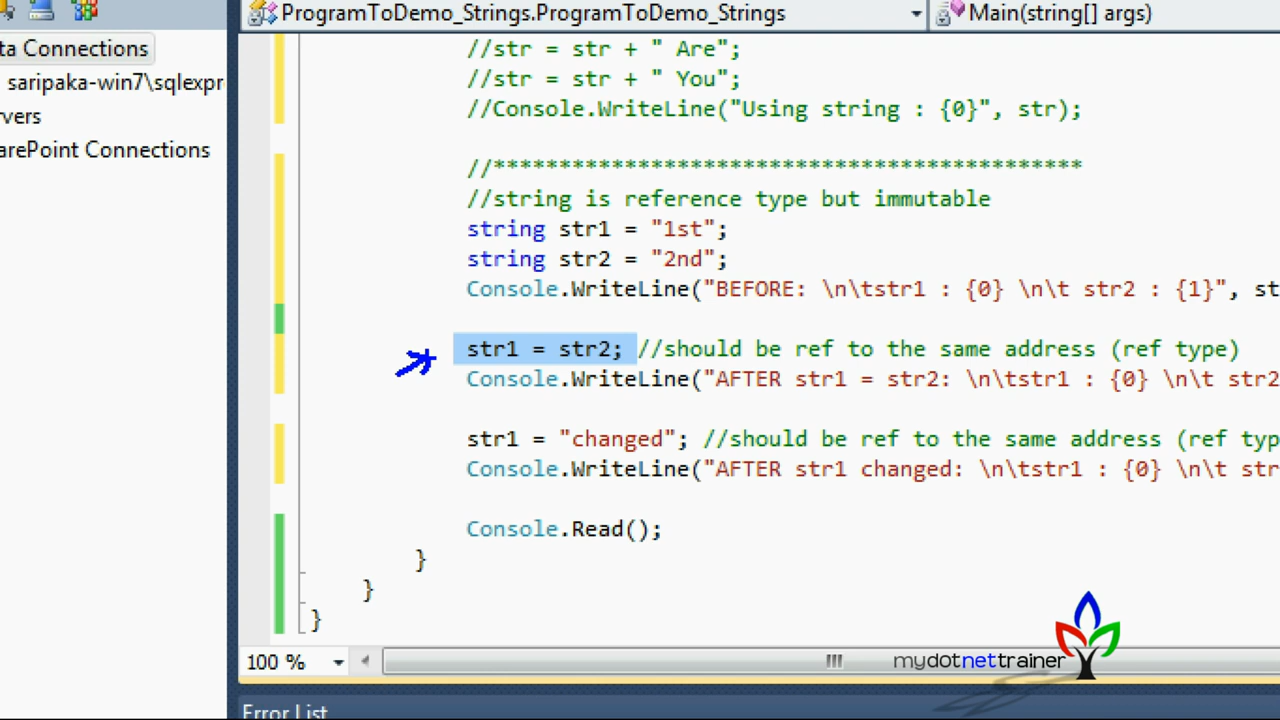 ProgramToDemo_Strings.ProgramToDemo_Strings
Main(string[] args)
ta Connections
saripaka-win7\sqlexpr
rvers
arePoint Connections
//str = str + " Are";
//str = str + " You";
//Console.WriteLine("Using string : {0}", str);
//*********************************************
//string is reference type but immutable
string str1 = "1st";
string str2 = "2nd";
Console.WriteLine("BEFORE: \n\tstr1 : {0} \n\t str2 : {1}", st
str1 = str2; //should be ref to the same address (ref type)
Console.WriteLine("AFTER str1 = str2: \n\tstr1 : {0} \n\t str2
str1 = "changed"; //should be ref to the same address (ref typ
Console.WriteLine("AFTER str1 changed: \n\tstr1 : {0} \n\t str
Console.Read();
}
}
}
100 %
mydotnettrainer
Error List